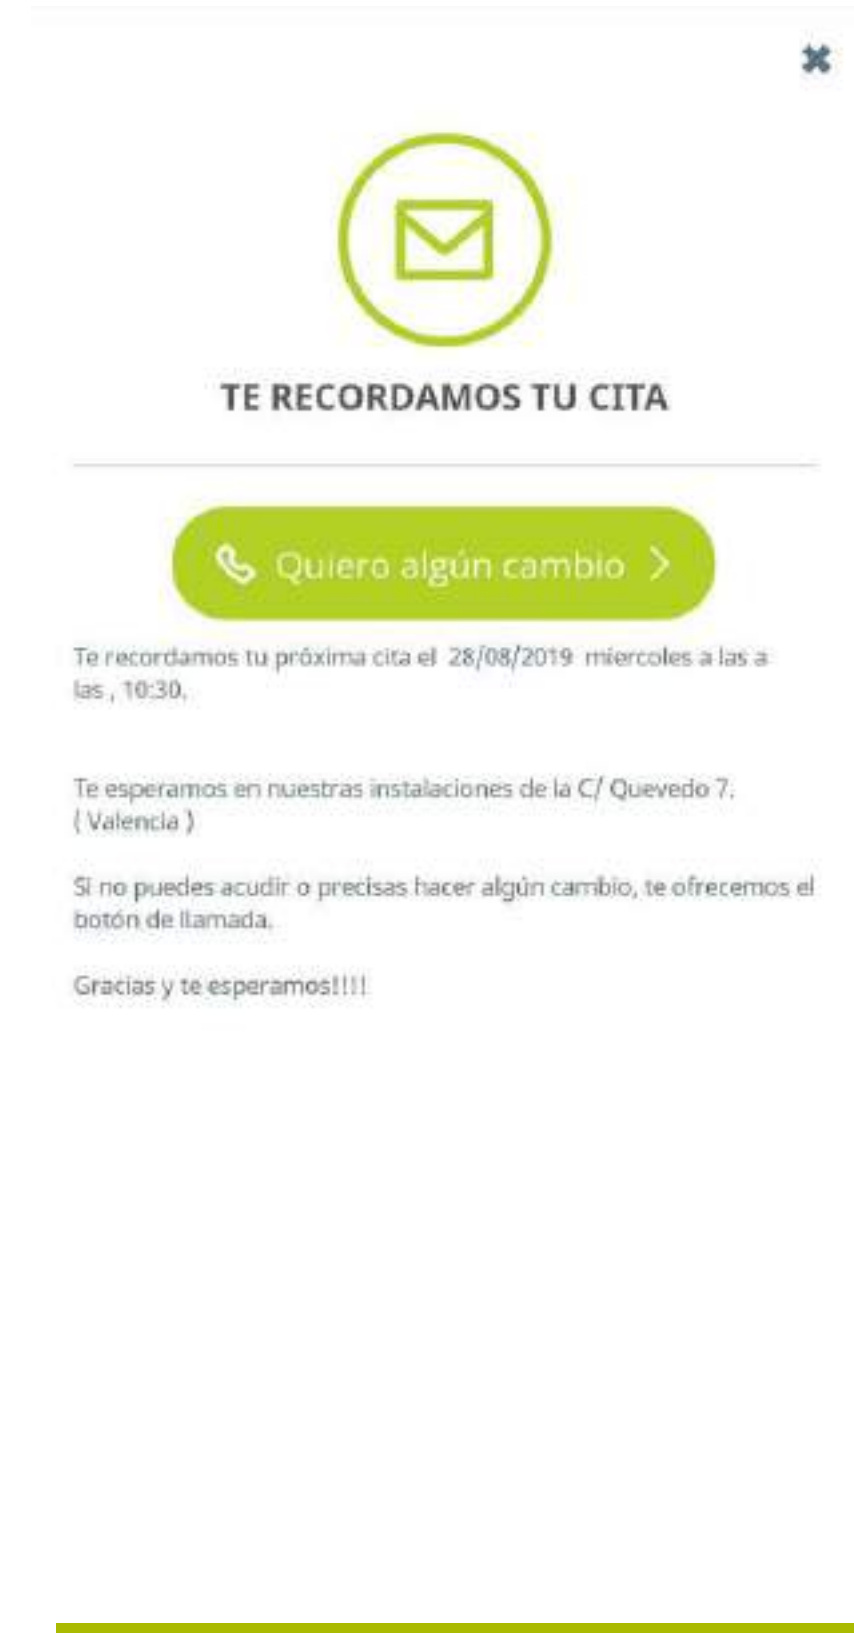 TE RECORDAMOS TU CITA
Quiero algún cambio
Te recordamos tu próxima cita el 28/08/2019 miercoles a las a
las , 10:30.
Te esperamos en nuestras instalaciones de la C/ Quevedo 7.
( Valencia )
Si no puedes acudir o precisas hacer algún cambio, te ofrecemos el
botón de llamada.
Gracias y te esperamos!!!!